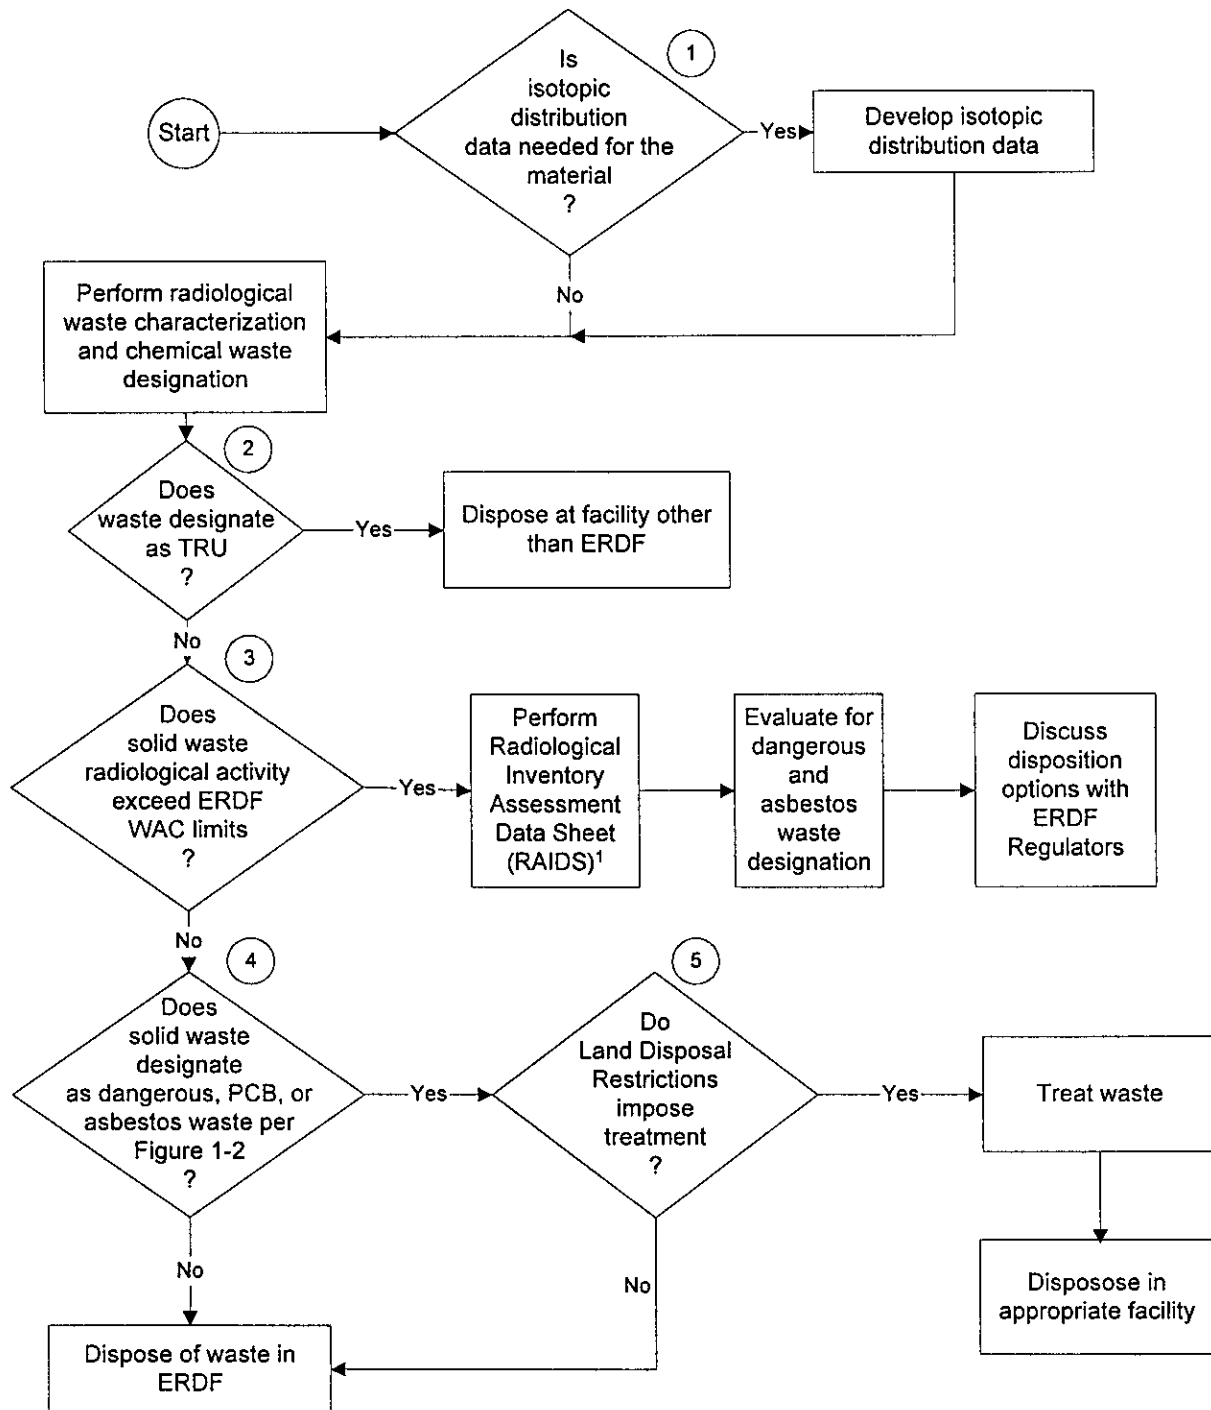 1
Is
isotopic
distribution
data needed for the
material
?
Start
Yes
Develop isotopic
distribution data
No
Perform radiological
waste characterization
and chemical waste
designation
2
Does
waste designate
as TRU
?
Yes
Dispose at facility other
than ERDF
No
3
Does
solid waste
radiological activity
exceed ERDF
WAC limits
?
Yes
Perform
Radiological
Inventory
Assessment
Data Sheet
(RAIDS)¹
Evaluate for
dangerous
and
asbestos
waste
designation
Discuss
disposition
options with
ERDF
Regulators
No
4
Does
solid waste
designate
as dangerous, PCB, or
asbestos waste per
Figure 1-2
?
Yes
5
Do
Land Disposal
Restrictions
impose
treatment
?
Yes
Treat waste
No
No
Disposose in
appropriate facility
Dispose of waste in
ERDF